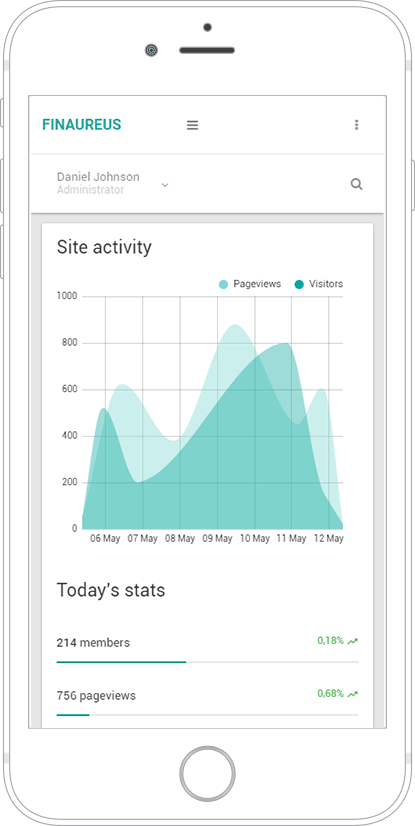 FINAUREUS
Daniel Johnson
Administrator
Site activity
Pageviews Visitors
1000
800
600
400
200
0
06 May 07 May 08 May 09 May 10 May 11 May 12 May
Today's stats
214 members 0,18%
756 pageviews 0,68%